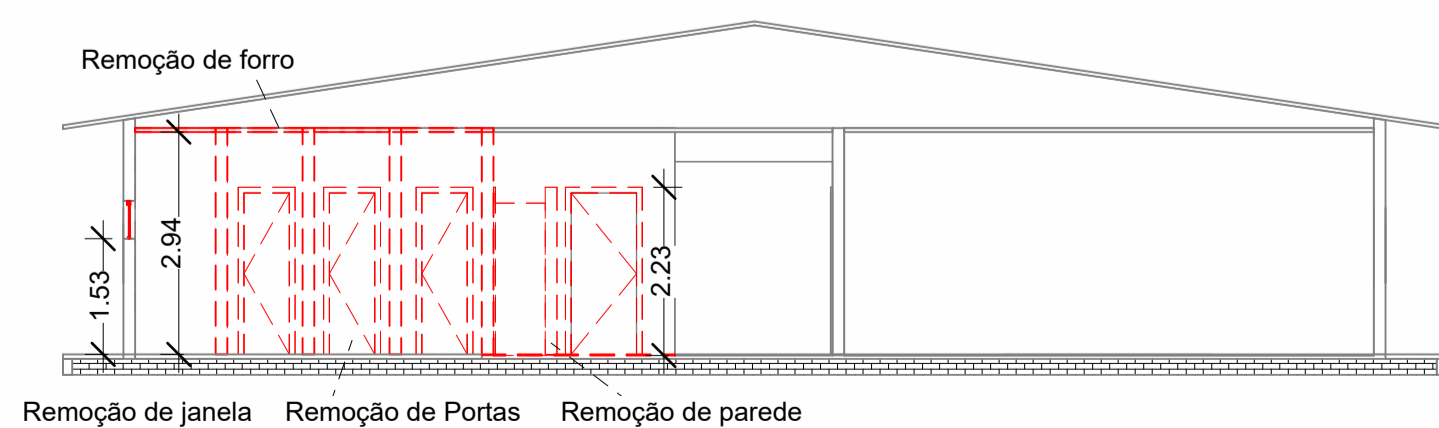 Remoção de forro
1.53
2.94
2.23
Remoção de janela
Remoção de Portas
Remoção de parede